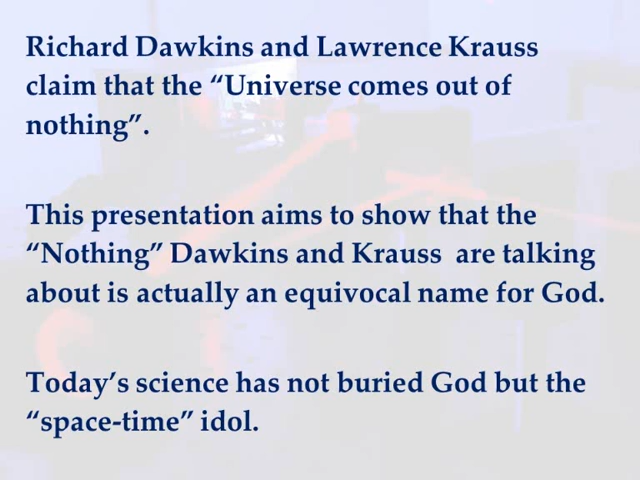 Richard Dawkins and Lawrence Krauss
claim that the “Universe comes out of
nothing”.
This presentation aims to show that the
“Nothing” Dawkins and Krauss  are talking
about is actually an equivocal name for God.
Today’s science has not buried God but the
“space-time” idol.